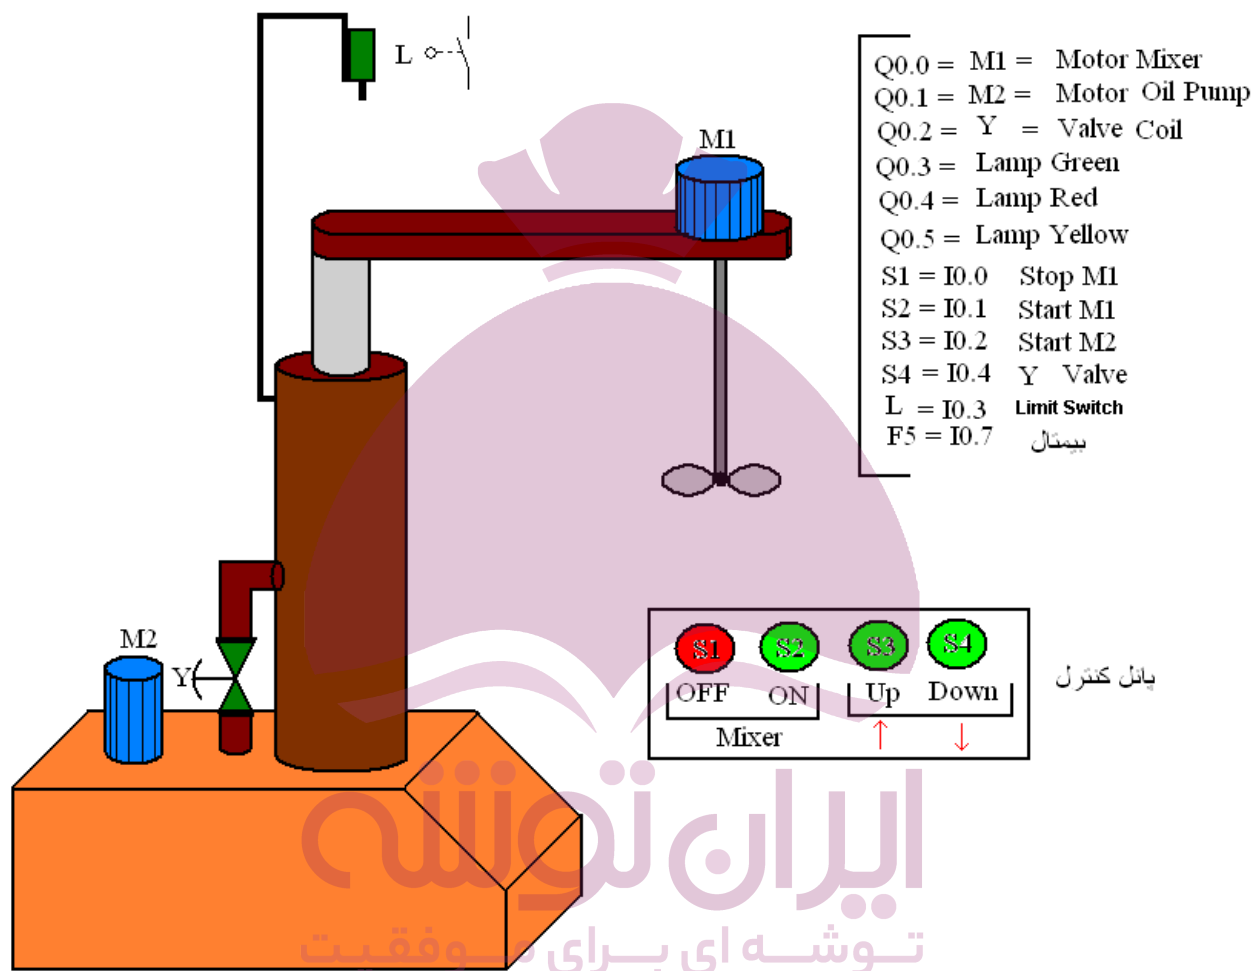 L
Q0.0 = M1 = Motor Mixer
Q0.1 = M2 = Motor Oil Pump
Q0.2 = Y = Valve Coil
Q0.3 = Lamp Green
Q0.4 = Lamp Red
Q0.5 = Lamp Yellow
S1 = I0.0 Stop M1
S2 = I0.1 Start M1
S3 = I0.2 Start M2
S4 = I0.4 Y Valve
L = I0.3 Limit Switch
F5 = I0.7 بیمتال
M1
M2
Y
S1 S2 S3 S4
OFF ON Up Down
Mixer
پانل کنترل
ایران توشه
توشه ای برای موفقیت